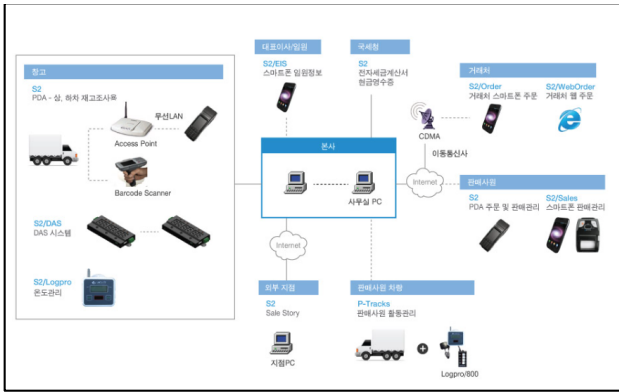 창고
S2
PDA - 상, 하차 재고조사용
무선LAN
Access Point
Barcode Scanner
S2/DAS
DAS 시스템
S2/Logpro
온도관리
대표이사/임원
S2/EIS
스마트폰 임원정보
국세청
S2
전자세금계산서
현금영수증
본사
사무실 PC
Internet
외부 지점
S2
Sale Story
지점PC
CDMA
이동통신사
Internet
거래처
S2/Order
거래처 스마트폰 주문
S2/WebOrder
거래처 웹 주문
판매사원
S2
PDA 주문 및 판매관리
S2/Sales
스마트폰 판매관리
판매사원 차량
P-Tracks
판매사원 활동관리
Logpro/800